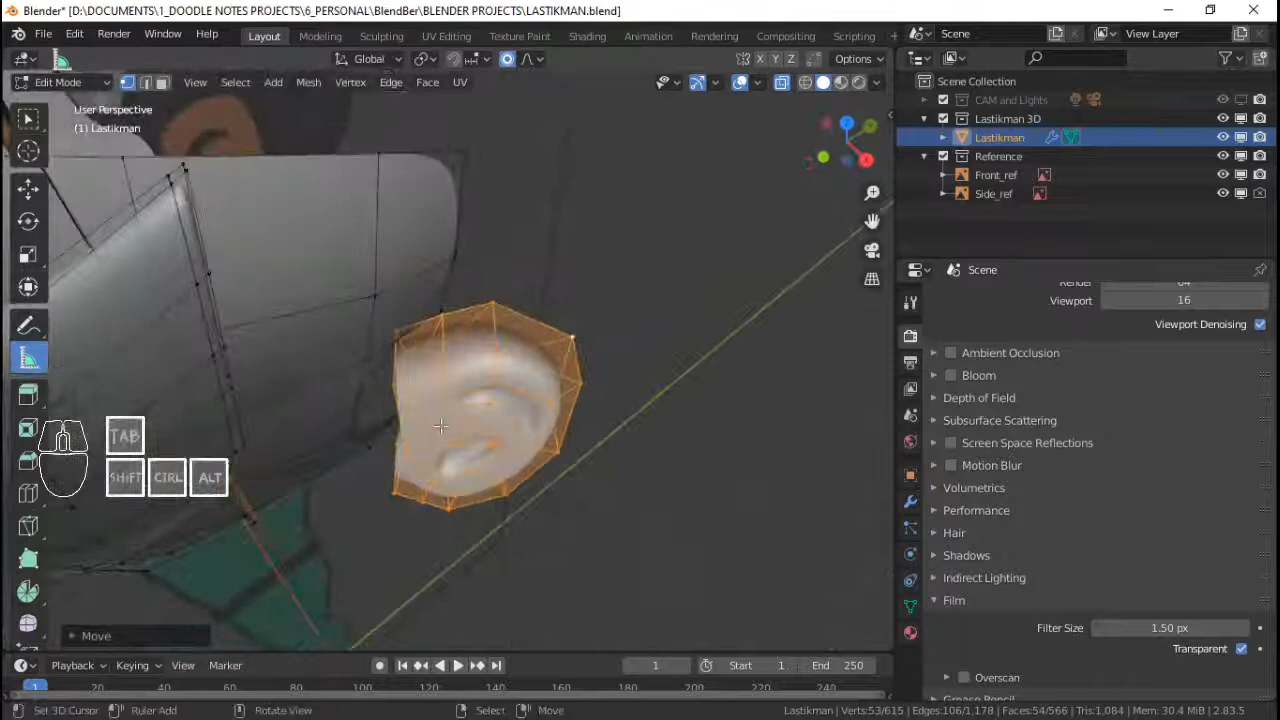 Blender* [D:\DOCUMENTS\1_DOODLE NOTES PROJECTS\6_PERSONAL\BlendBer\BLENDER PROJECTS\LASTIKMAN.blend]
File Edit Render Window Help Layout Modeling Sculpting UV Editing Texture Paint Shading Animation Rendering Compositing Scripting Scene View Layer
Global X Y Z Options
Edit Mode View Select Add Mesh Vertex Edge Face UV
User Perspective
(1) Lastikman
Scene Collection
CAM and Lights
Lastikman 3D
Lastikman
Reference
Front_ref
Side_ref
Scene
Render 64
Viewport 16
Viewport Denoising
Ambient Occlusion
Bloom
Depth of Field
Subsurface Scattering
Screen Space Reflections
Motion Blur
Volumetrics
Performance
Hair
Shadows
Indirect Lighting
Film
Filter Size 1.50 px
Transparent
Overscan
Grease Pencil
TAB
SHIFT CTRL ALT
Move
Playback Keying View Marker 1 Start 1 End 250
1 20 40 60 80 100 120 140 160 180 200 220 240
Set 3D Cursor Ruler Add Rotate View Select Move Lastikman | Verts:53/615 | Edges:106/1,178 | Faces:54/566 | Tris:1,084 | Mem: 30.4 MiB | 2.83.5